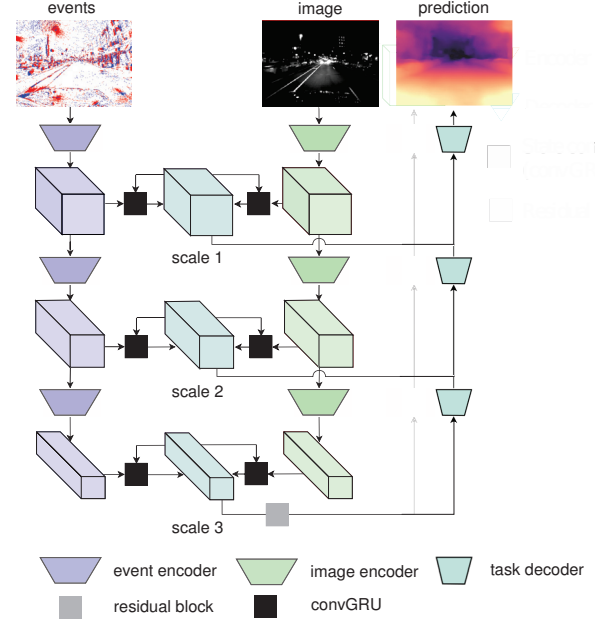 events image prediction
scale 1
scale 2
scale 3
event encoder image encoder task decoder
residual block convGRU